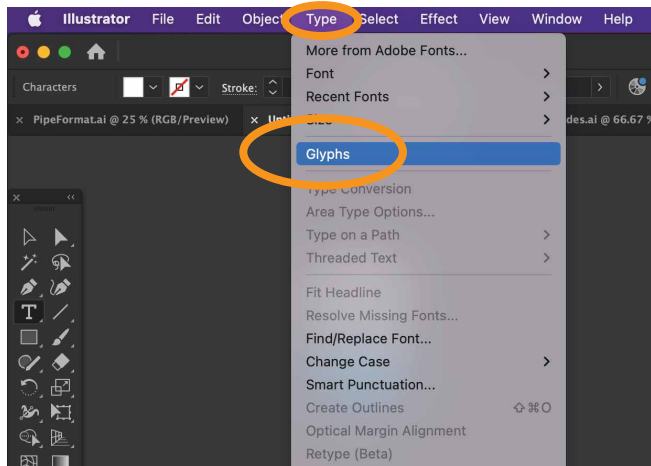 Illustrator File Edit Object Type Select Effect View Window Help
More from Adobe Fonts...
Characters Stroke: Font
Recent Fonts
× PipeFormat.ai @ 25 % (RGB/Preview) × Unti Size des.ai @ 66.67 %
Glyphs
Type Conversion
Area Type Options...
Type on a Path
Threaded Text
Fit Headline
Resolve Missing Fonts...
Find/Replace Font...
Change Case
Smart Punctuation...
Create Outlines ⇧⌘O
Optical Margin Alignment
Retype (Beta)